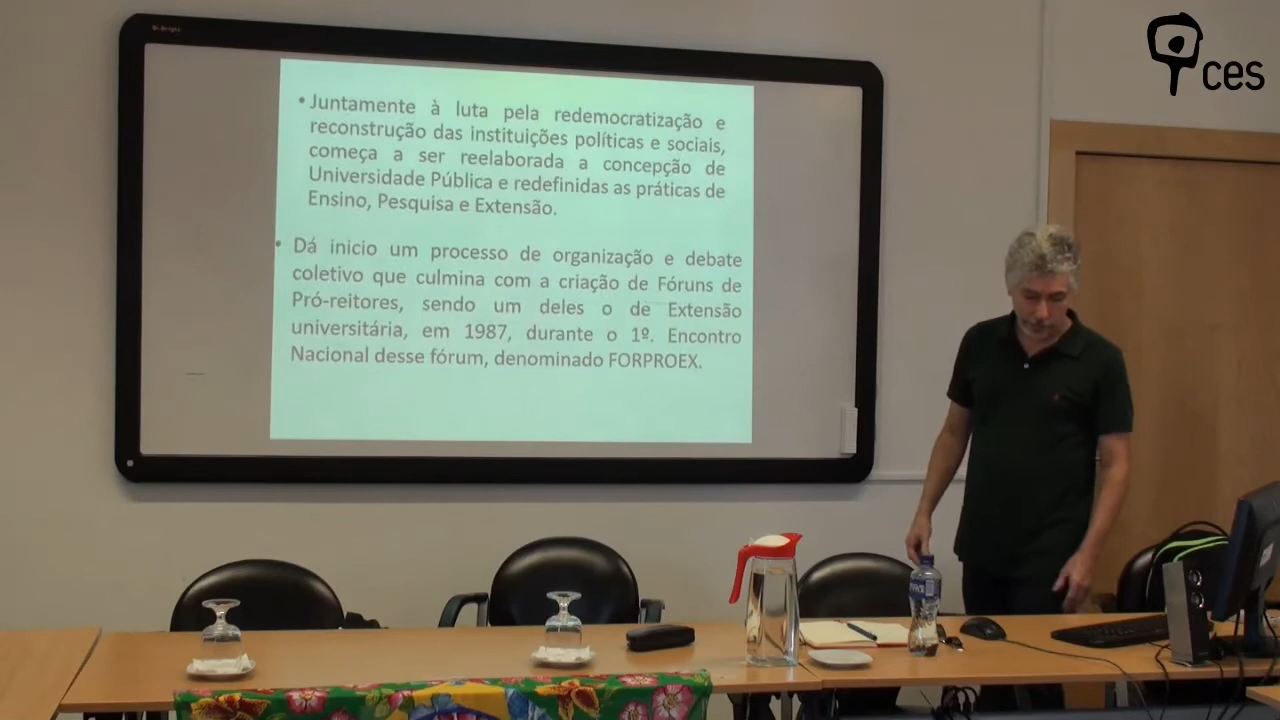 Bi-Bright
ces
• Juntamente à luta pela redemocratização e
reconstrução das instituições políticas e sociais,
começa a ser reelaborada a concepção de
Universidade Pública e redefinidas as práticas de
Ensino, Pesquisa e Extensão.
• Dá inicio um processo de organização e debate
coletivo que culmina com a criação de Fóruns de
Pró-reitores, sendo um deles o de Extensão
universitária, em 1987, durante o 1º. Encontro
Nacional desse fórum, denominado FORPROEX.